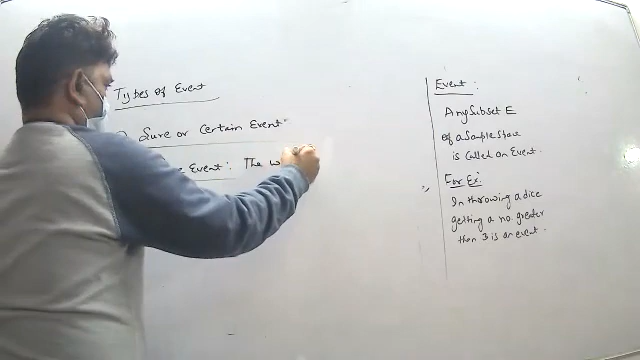 Types of Event
Sure or Certain Event
Event: The w
Event:
Any subset E
of a sample space
is called an Event.
For Ex:
In throwing a dice
getting a no. greater
then 3 is an event.